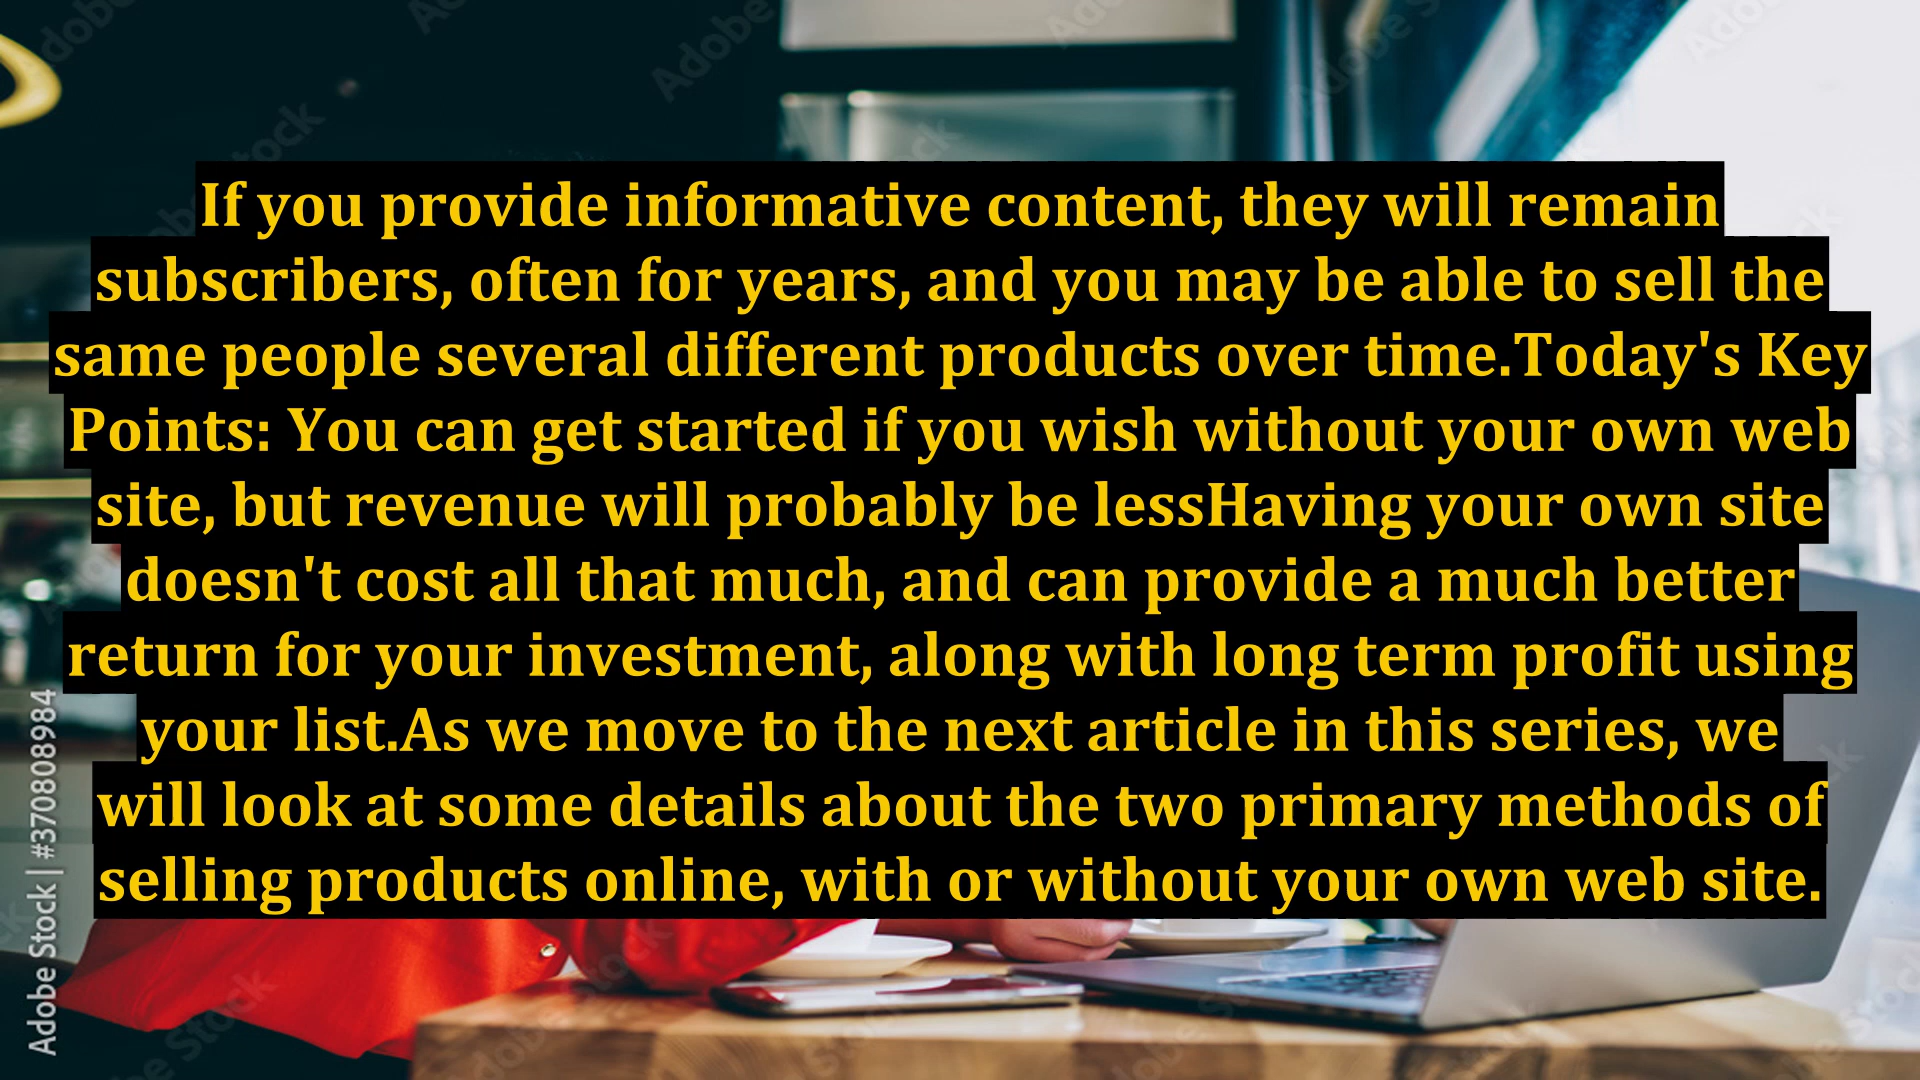 If you provide informative content, they will remain
subscribers, often for years, and you may be able to sell the
same people several different products over time.Today's Key
Points: You can get started if you wish without your own web
site, but revenue will probably be lessHaving your own site
doesn't cost all that much, and can provide a much better
return for your investment, along with long term profit using
your list.As we move to the next article in this series, we
will look at some details about the two primary methods of
selling products online, with or without your own web site.
Adobe Stock | #370808984